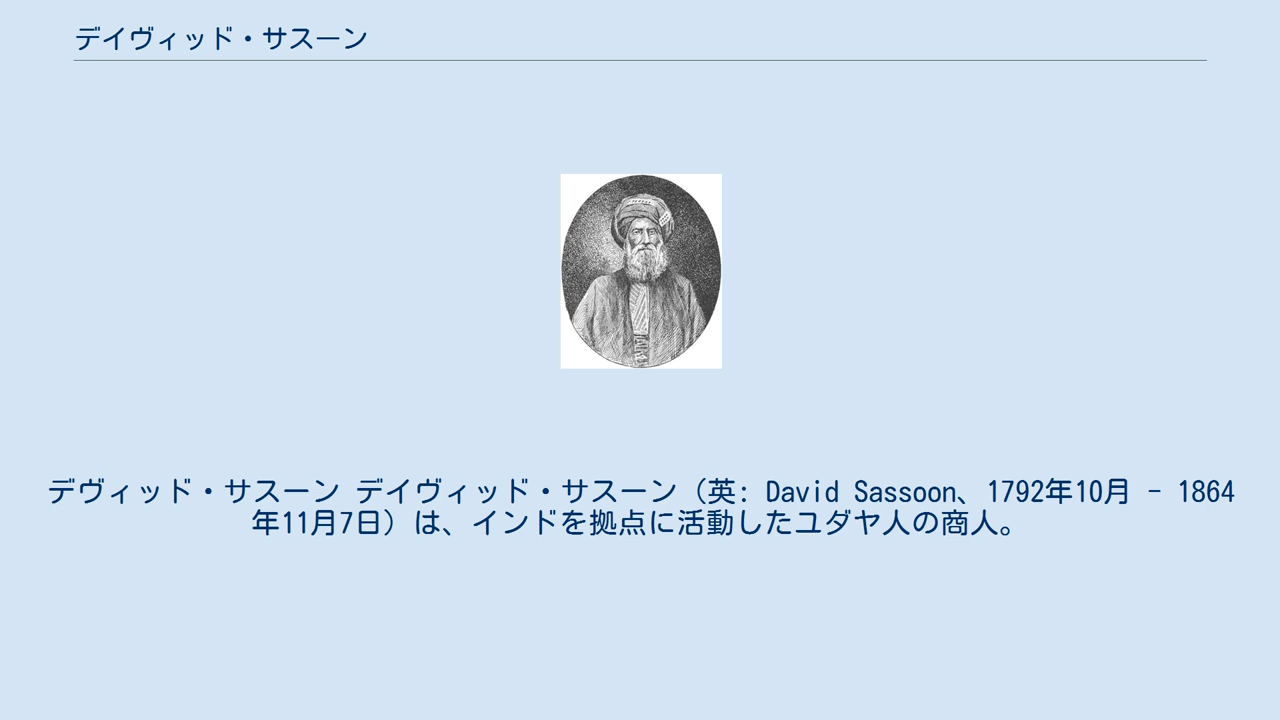 デイヴィッド・サスーン
デヴィッド・サスーン デイヴィッド・サスーン（英: David Sassoon、1792年10月 - 1864
年11月7日）は、インドを拠点に活動したユダヤ人の商人。